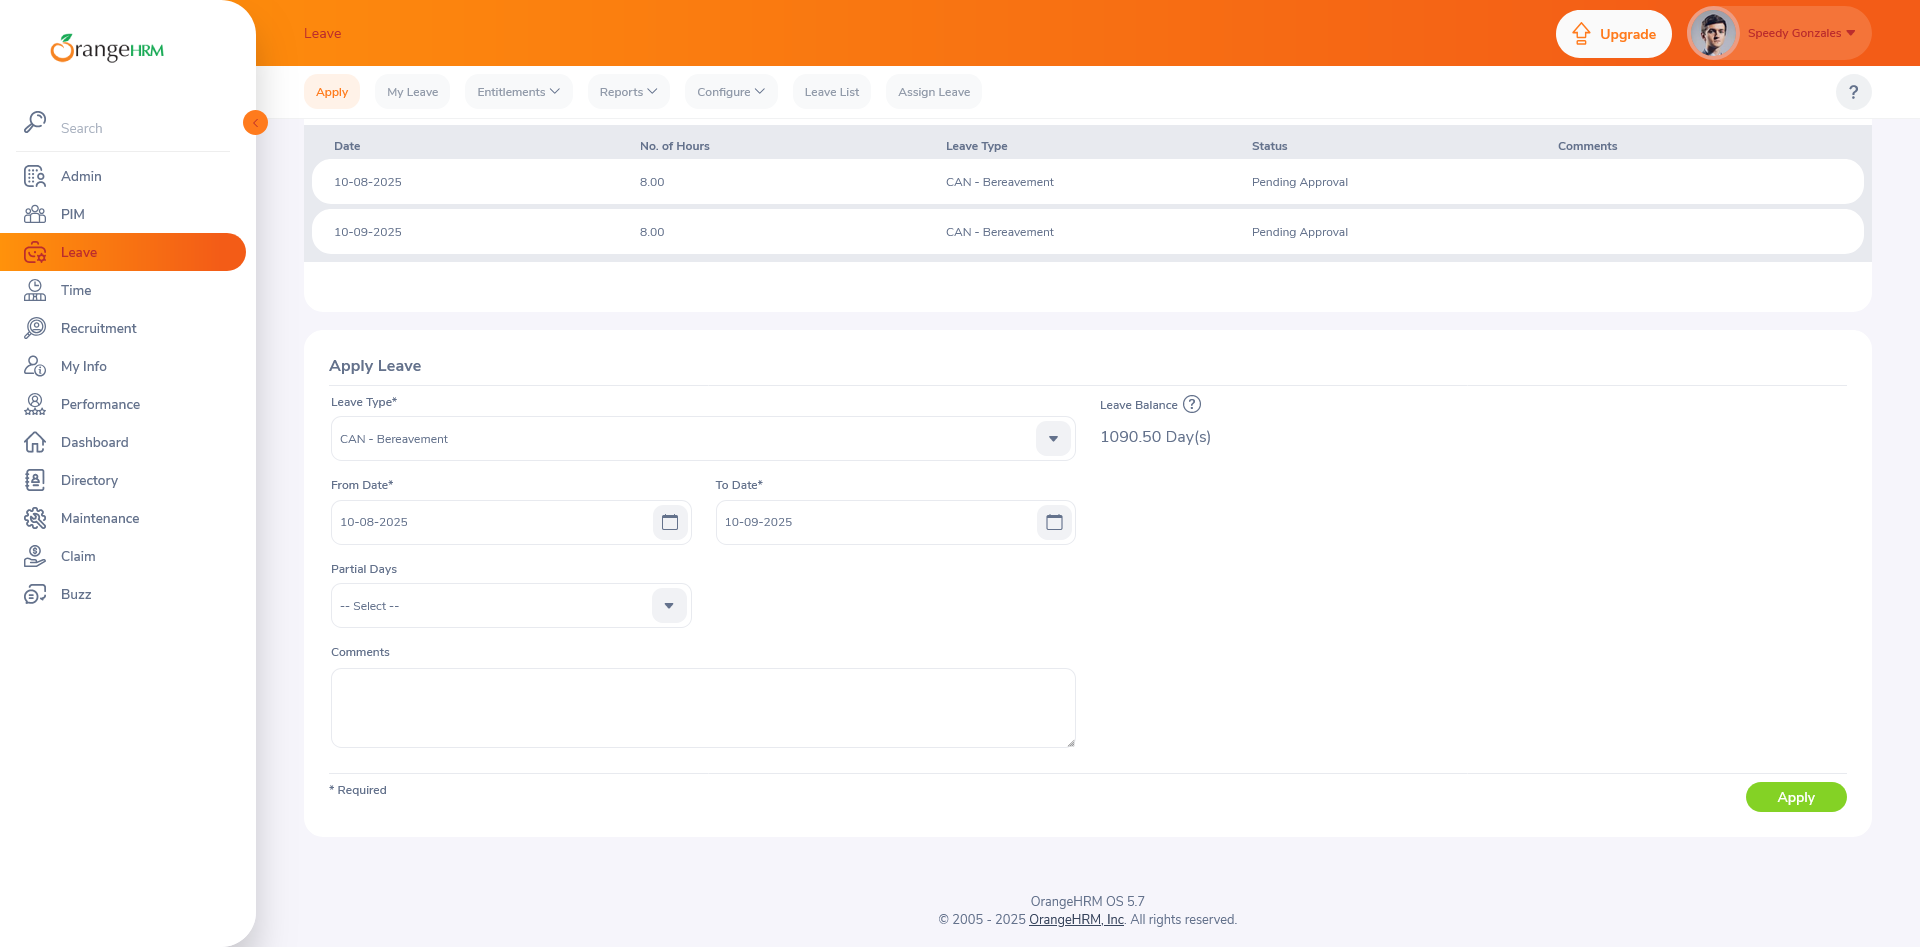 OrangeHRM
Leave
Upgrade
Speedy Gonzales
Apply
My Leave
Entitlements
Reports
Configure
Leave List
Assign Leave
?
Search
Admin
PIM
Leave
Time
Recruitment
My Info
Performance
Dashboard
Directory
Maintenance
Claim
Buzz
Date No. of Hours Leave Type Status Comments
10-08-2025 8.00 CAN - Bereavement Pending Approval
10-09-2025 8.00 CAN - Bereavement Pending Approval
Apply Leave
Leave Type* Leave Balance ?
CAN - Bereavement 1090.50 Day(s)
From Date* To Date*
10-08-2025 10-09-2025
Partial Days
-- Select --
Comments
* Required
Apply
OrangeHRM OS 5.7
© 2005 - 2025 OrangeHRM, Inc. All rights reserved.